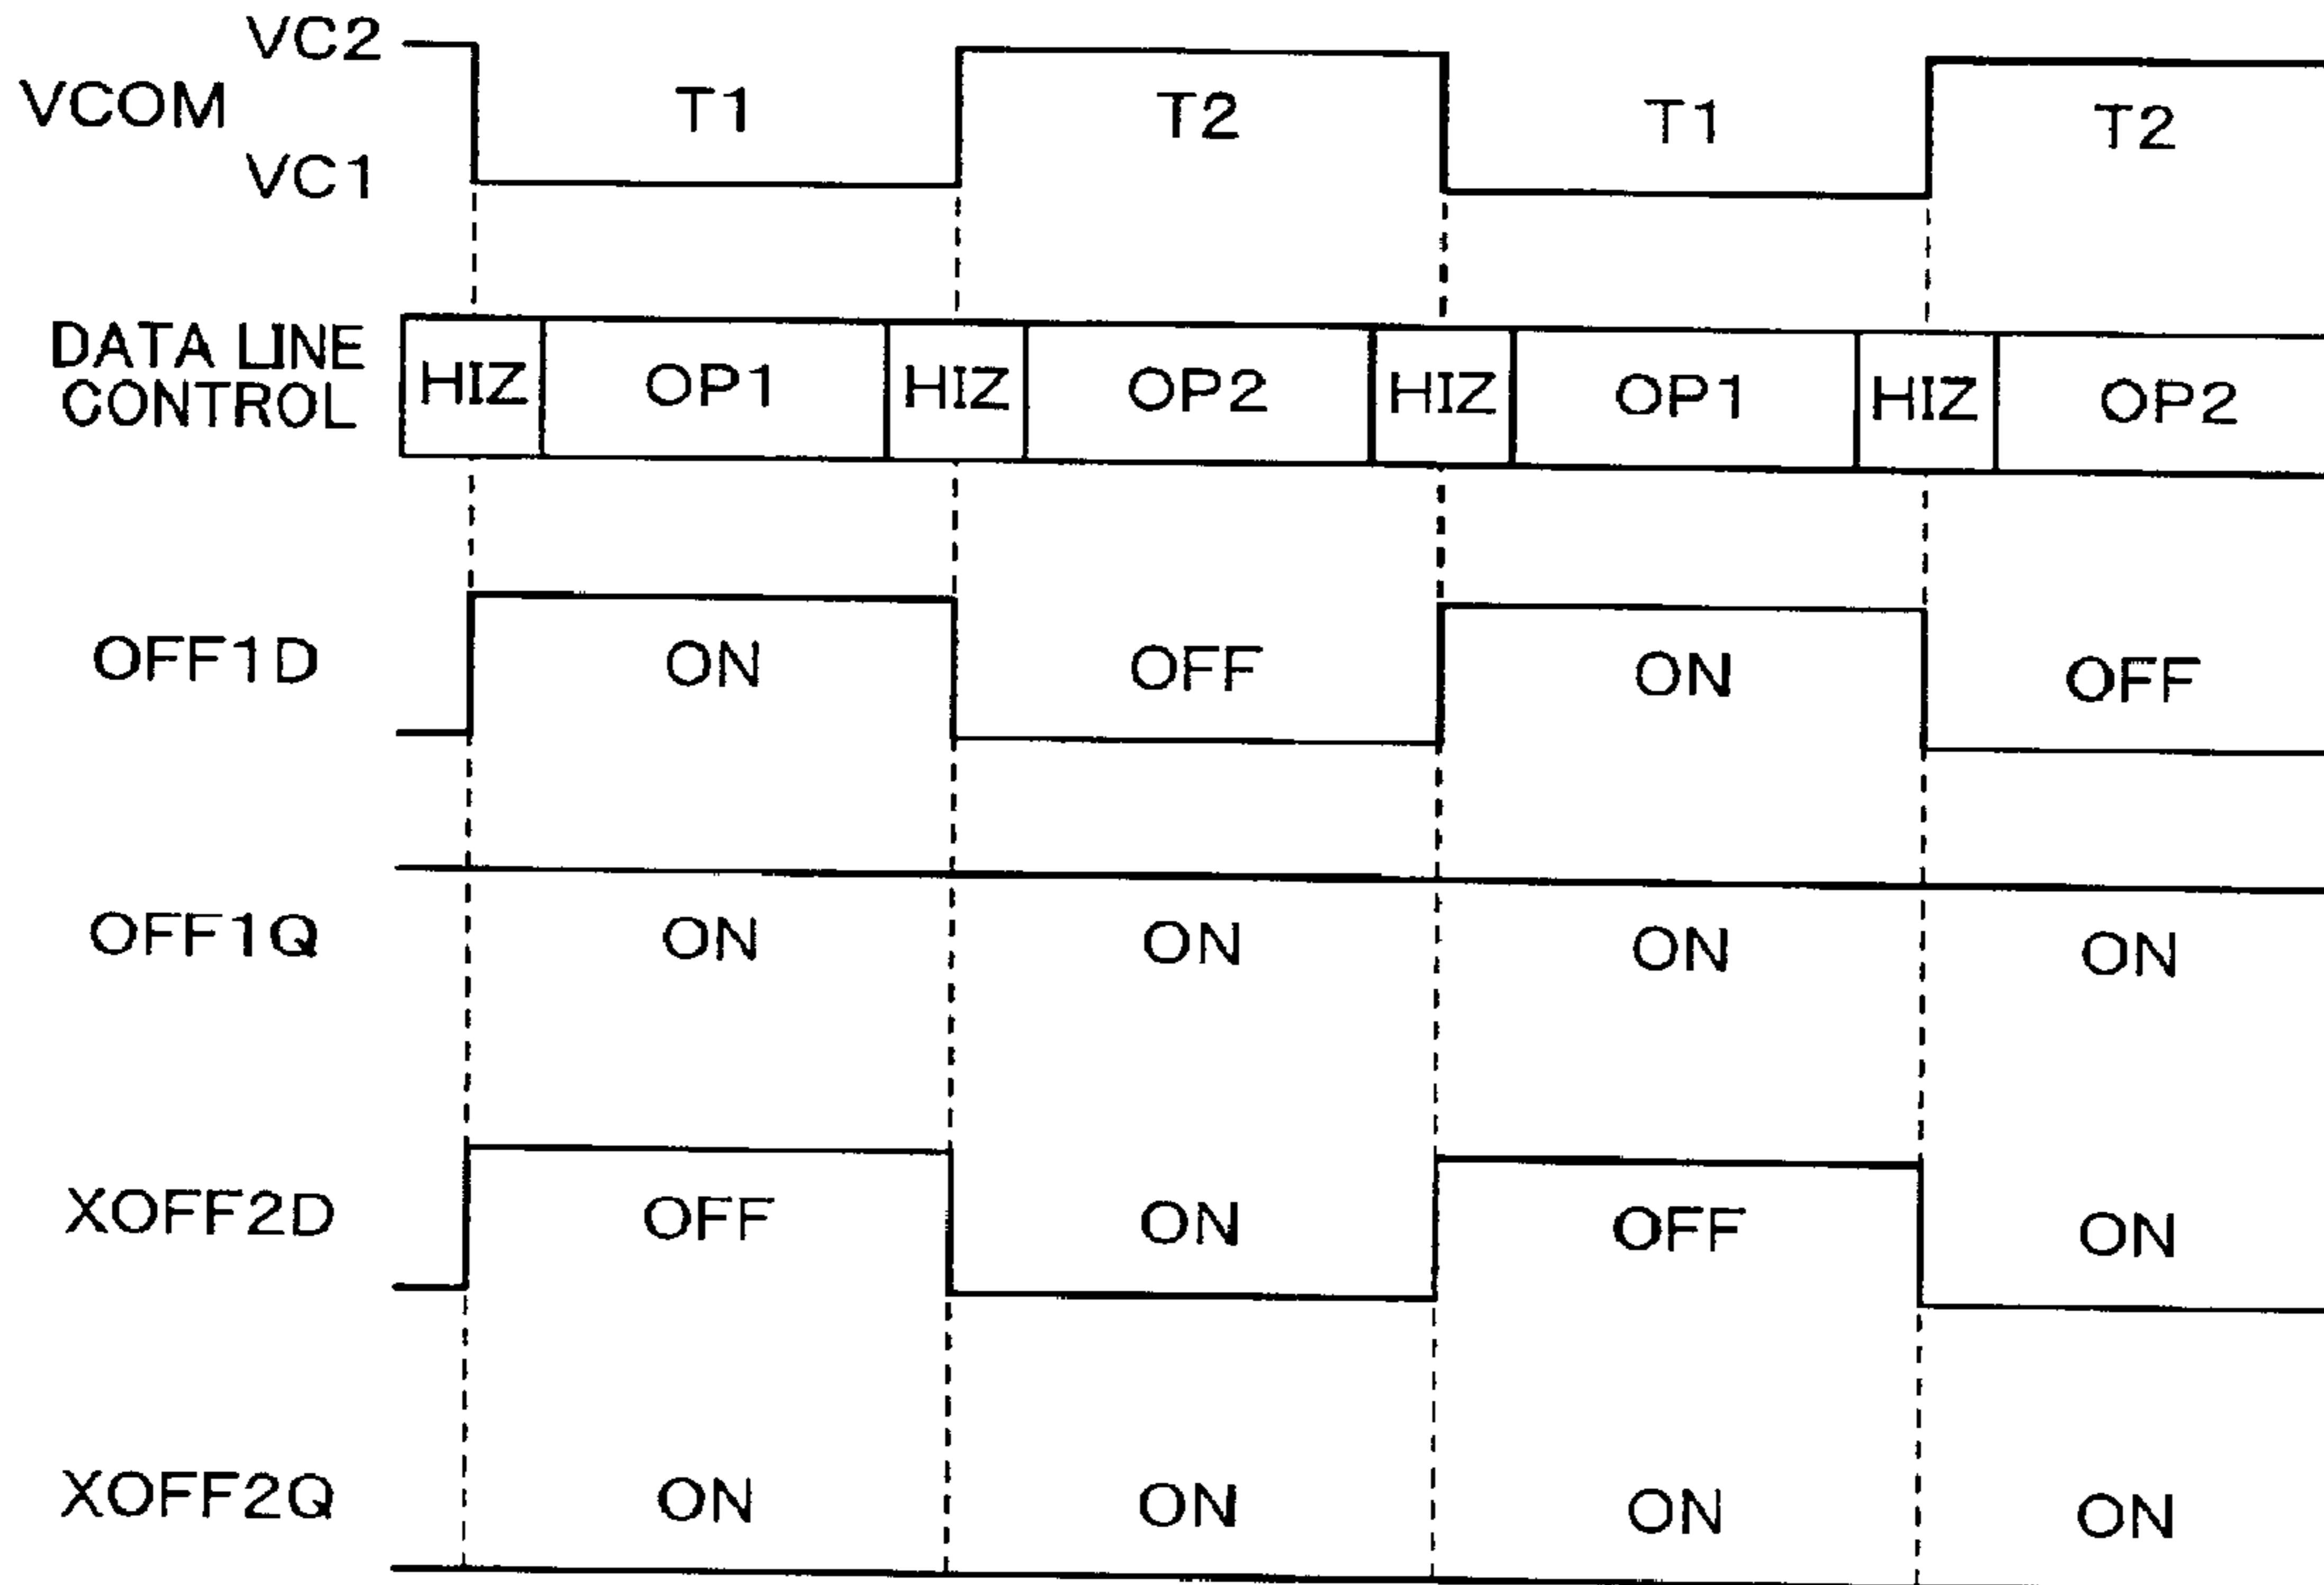 VC2
VCOM
VC1
T1 T2 T1 T2
DATA LINE
CONTROL
HIZ OP1 HIZ OP2 HIZ OP1 HIZ OP2
OFF1D ON OFF ON OFF
OFF1Q ON ON ON ON
XOFF2D OFF ON OFF ON
XOFF2Q ON ON ON ON